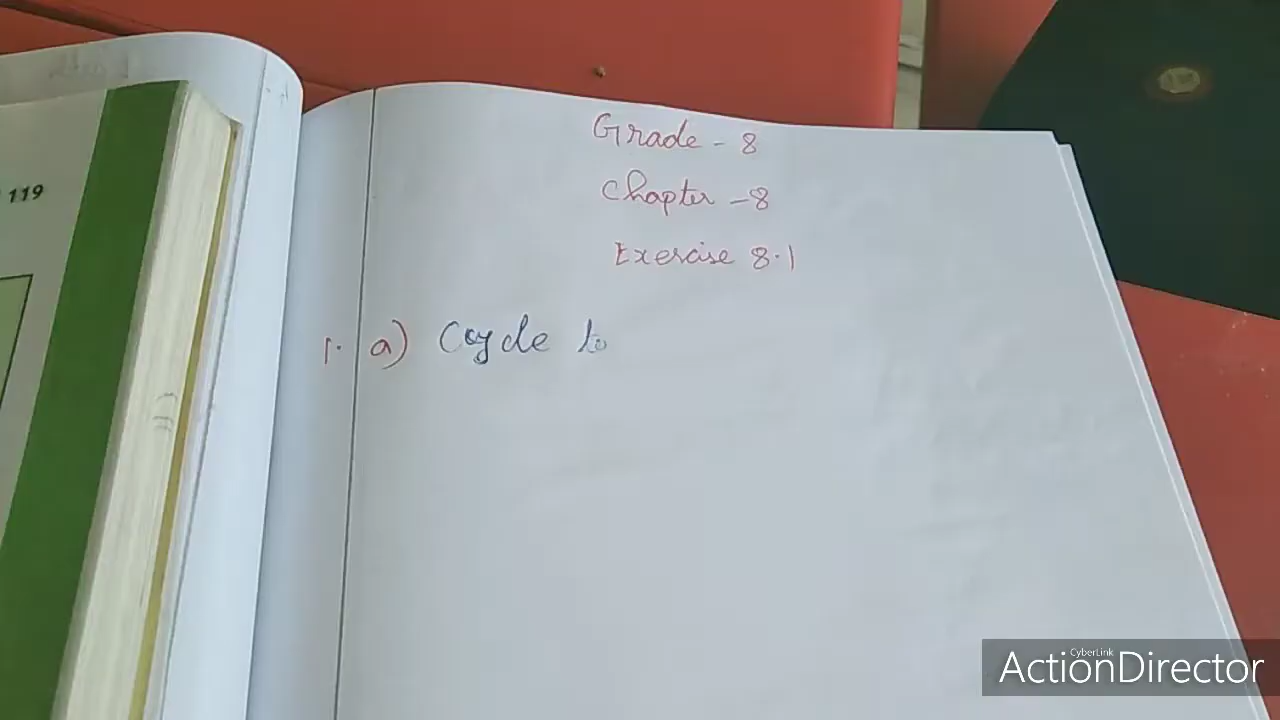 119
Grade - 8
Chapter - 8
Exercise 8.1
1. a) Cycle to
CyberLink
ActionDirector